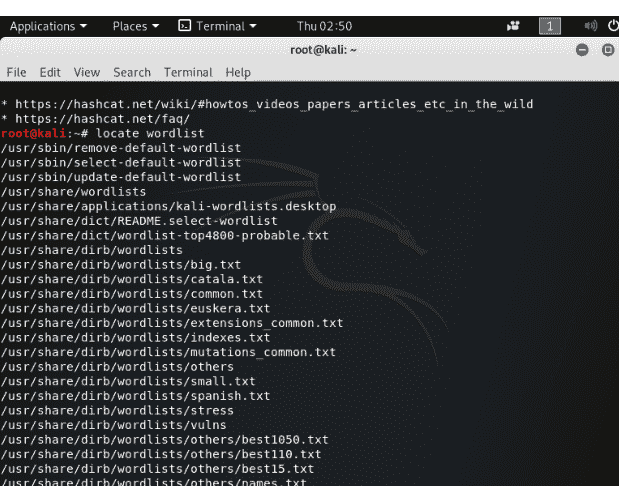 Applications Places Terminal Thu 02:50 1
root@kali: ~
File Edit View Search Terminal Help
* https://hashcat.net/wiki/#howtos_videos_papers_articles_etc_in_the_wild
* https://hashcat.net/faq/
root@kali:~# locate wordlist
/usr/sbin/remove-default-wordlist
/usr/sbin/select-default-wordlist
/usr/sbin/update-default-wordlist
/usr/share/wordlists
/usr/share/applications/kali-wordlists.desktop
/usr/share/dict/README.select-wordlist
/usr/share/dict/wordlist-top4800-probable.txt
/usr/share/dirb/wordlists
/usr/share/dirb/wordlists/big.txt
/usr/share/dirb/wordlists/catala.txt
/usr/share/dirb/wordlists/common.txt
/usr/share/dirb/wordlists/euskera.txt
/usr/share/dirb/wordlists/extensions_common.txt
/usr/share/dirb/wordlists/indexes.txt
/usr/share/dirb/wordlists/mutations_common.txt
/usr/share/dirb/wordlists/others
/usr/share/dirb/wordlists/small.txt
/usr/share/dirb/wordlists/spanish.txt
/usr/share/dirb/wordlists/stress
/usr/share/dirb/wordlists/vulns
/usr/share/dirb/wordlists/others/best1050.txt
/usr/share/dirb/wordlists/others/best110.txt
/usr/share/dirb/wordlists/others/best15.txt
/usr/share/dirb/wordlists/others/names.txt